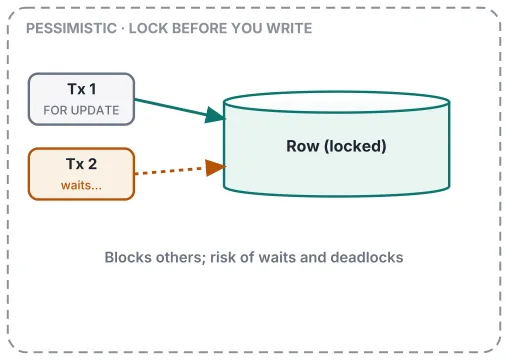 PESSIMISTIC · LOCK BEFORE YOU WRITE
Tx 1
FOR UPDATE
Row (locked)
Tx 2
waits...
Blocks others; risk of waits and deadlocks